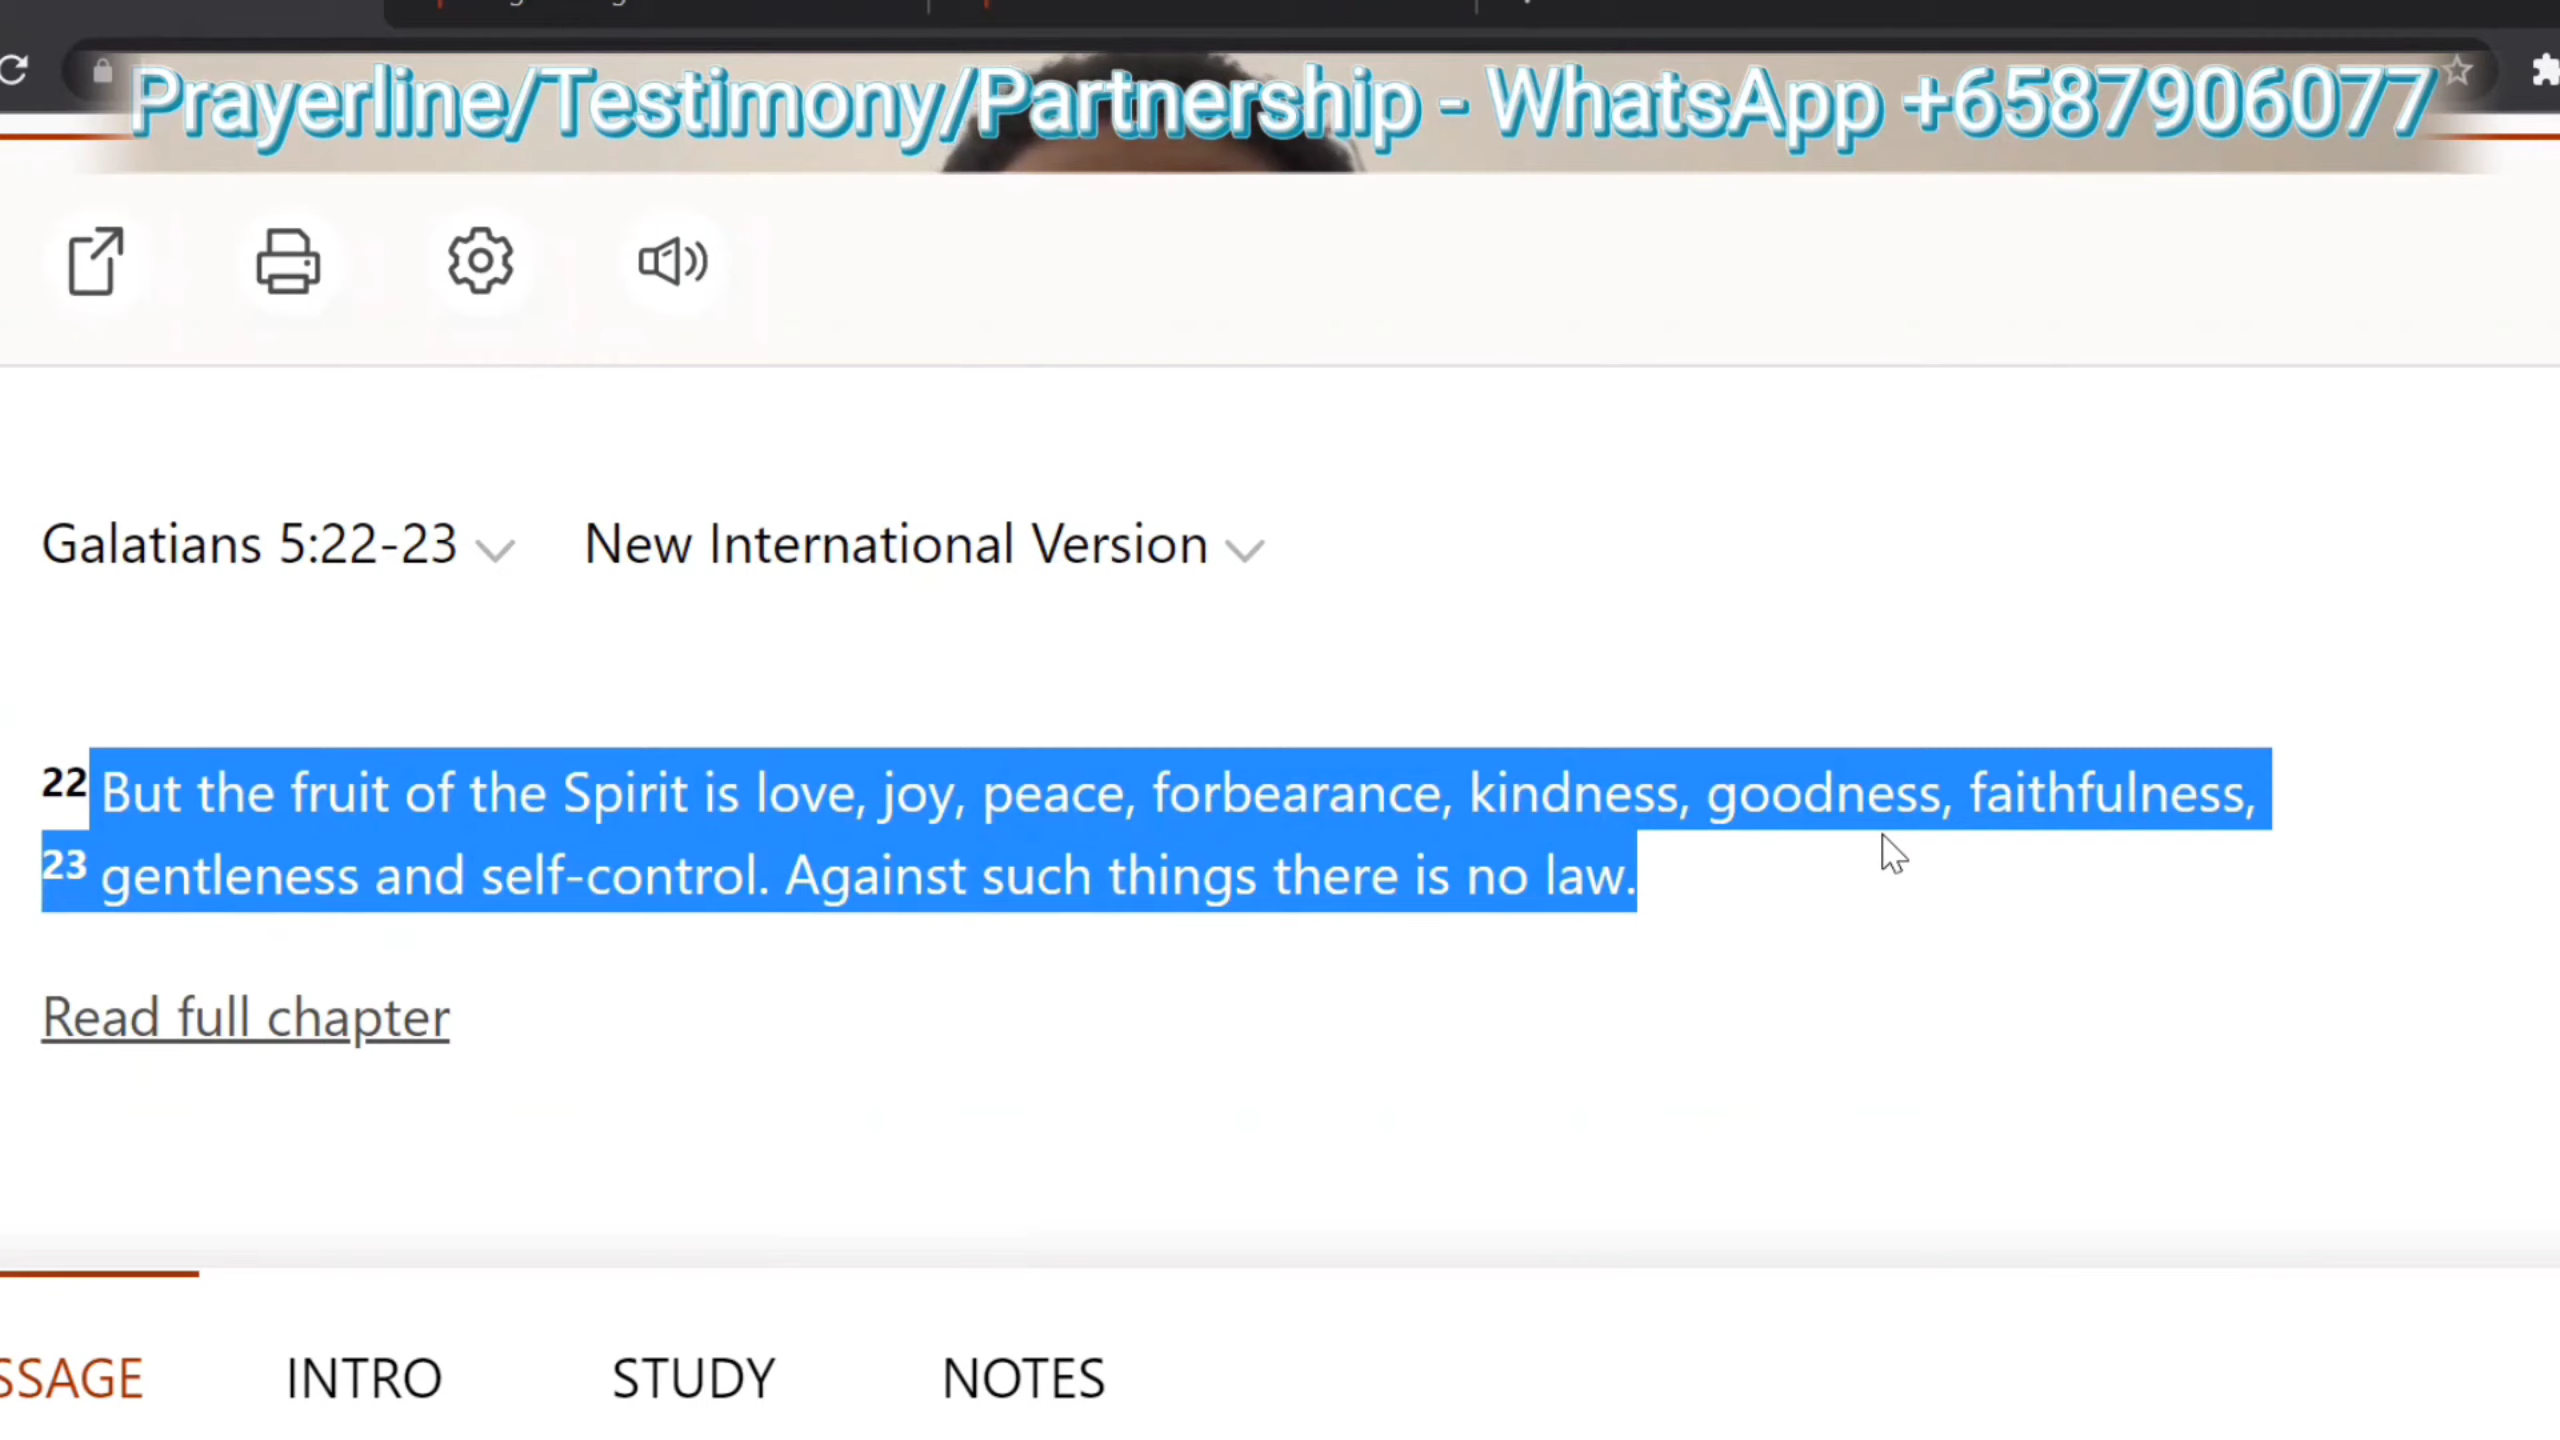 Prayerline/Testimony/Partnership - WhatsApp +6587906077
Galatians 5:22-23 New International Version
22 But the fruit of the Spirit is love, joy, peace, forbearance, kindness, goodness, faithfulness,
23 gentleness and self-control. Against such things there is no law.
Read full chapter
SSAGE INTRO STUDY NOTES